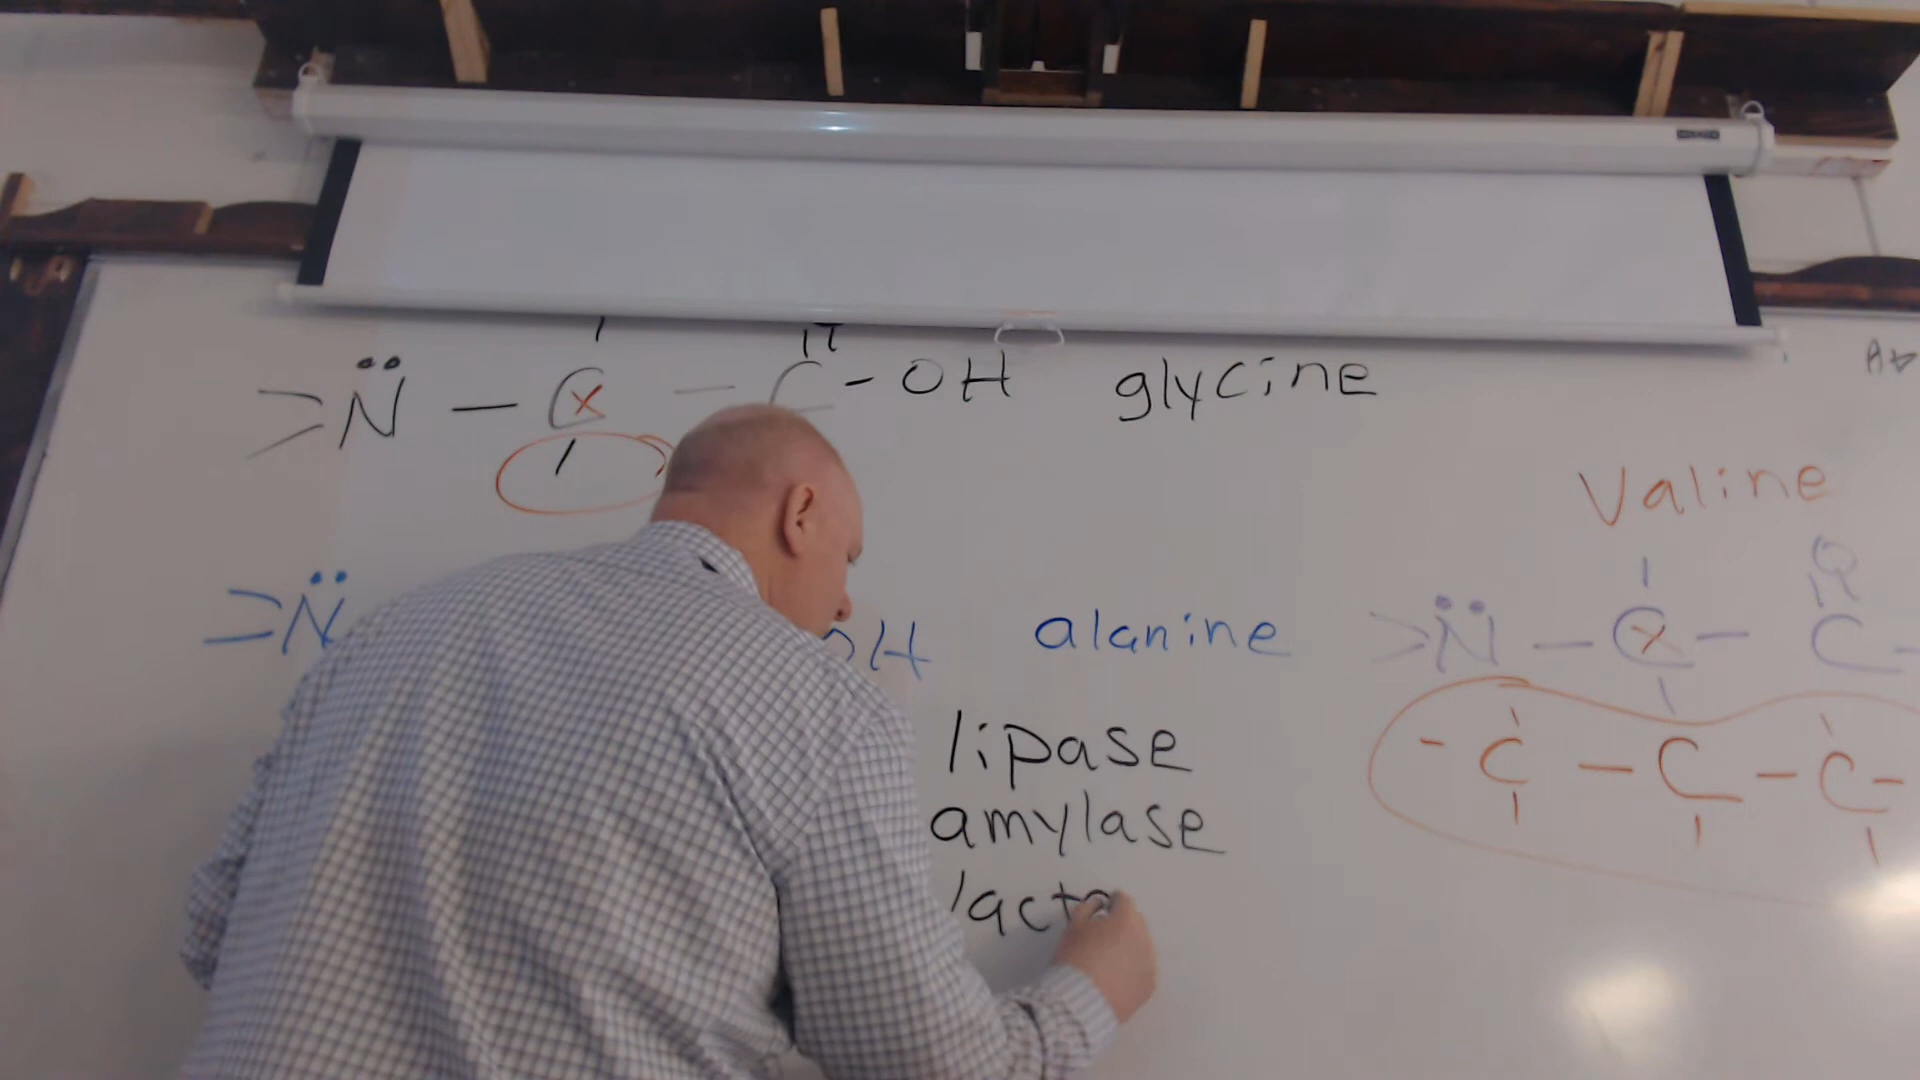 >N̈ — C — C - OH glycine
Valine
>N̈ OH alanine
>N̈ — C — C -
O
lipase
- C — C — C -
amylase
lacta